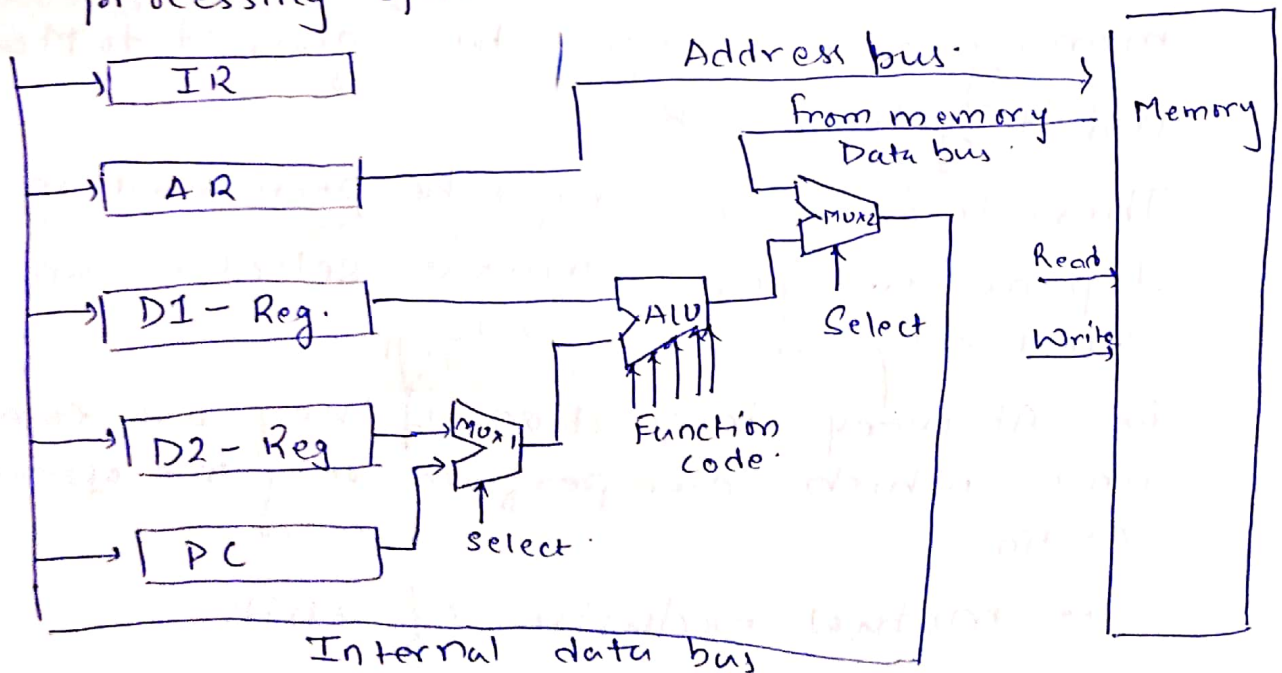 processing
IR
Address bus.
from memory
Data bus.
Memory
AR
MUX2
Read
D1 - Reg.
ALU
Select
Write
D2 - Reg
MUX1
Function
code.
PC
select.
Internal data bus